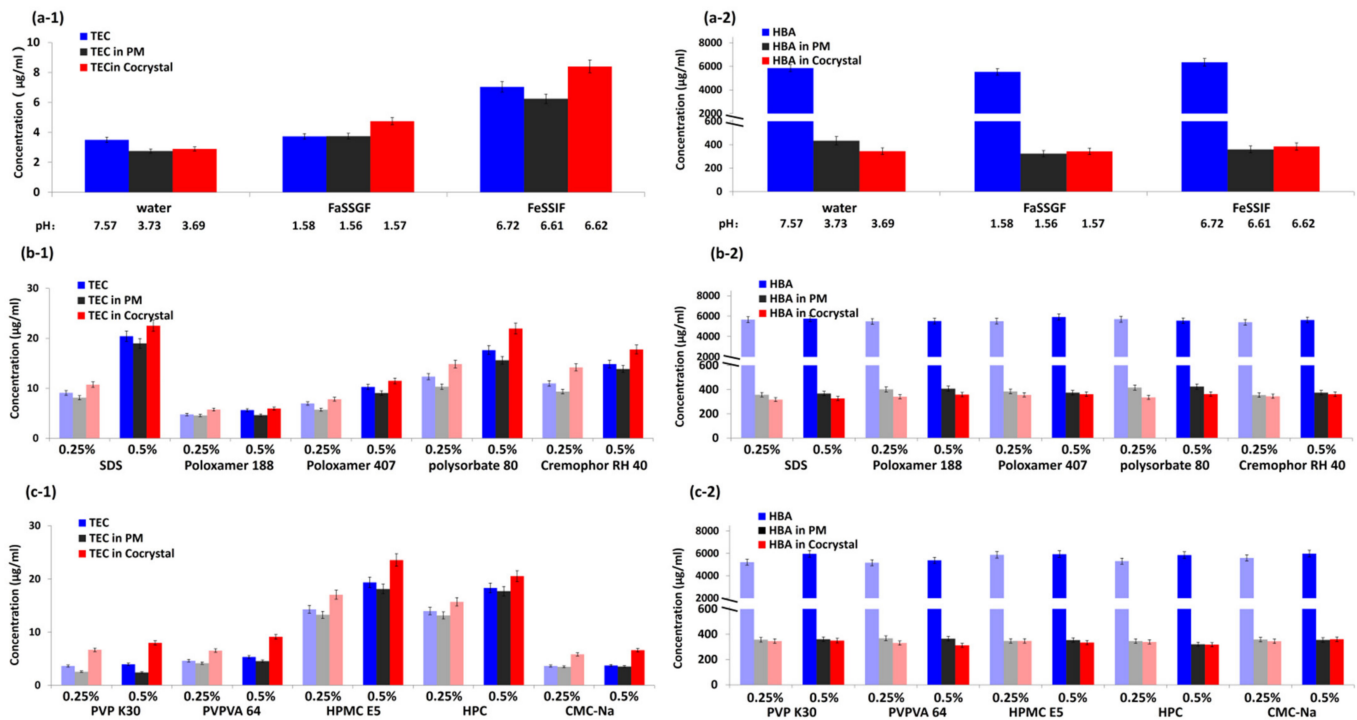 (a-1)
TEC
TEC in PM
TECin Cocrystal
Concentration ( μg/ml )
10
8
6
4
2
0
water FaSSGF FeSSIF
pH: 7.57 3.73 3.69 1.58 1.56 1.57 6.72 6.61 6.62
(a-2)
HBA
HBA in PM
HBA in Cocrystal
Concentration (μg/ml)
6000
4000
2000
600
400
200
0
water FaSSGF FeSSIF
pH: 7.57 3.73 3.69 1.58 1.56 1.57 6.72 6.61 6.62
(b-1)
TEC
TEC in PM
TEC in Cocrystal
Concentration (μg/ml)
30
20
10
0
0.25% 0.5% 0.25% 0.5% 0.25% 0.5% 0.25% 0.5% 0.25% 0.5%
SDS Poloxamer 188 Poloxamer 407 polysorbate 80 Cremophor RH 40
(b-2)
HBA
HBA in PM
HBA in Cocrystal
Concentration (μg/ml)
6000
4000
2000
600
400
200
0
0.25% 0.5% 0.25% 0.5% 0.25% 0.5% 0.25% 0.5% 0.25% 0.5%
SDS Poloxamer 188 Poloxamer 407 polysorbate 80 Cremophor RH 40
(c-1)
TEC
TEC in PM
TEC in Cocrystal
Concentration (μg/ml)
30
20
10
0
0.25% 0.5% 0.25% 0.5% 0.25% 0.5% 0.25% 0.5% 0.25% 0.5%
PVP K30 PVPVA 64 HPMC E5 HPC CMC-Na
(c-2)
HBA
HBA in PM
HBA in Cocrystal
Concentration (μg/ml)
6000
4000
2000
600
400
200
0
0.25% 0.5% 0.25% 0.5% 0.25% 0.5% 0.25% 0.5% 0.25% 0.5%
PVP K30 PVPVA 64 HPMC E5 HPC CMC-Na